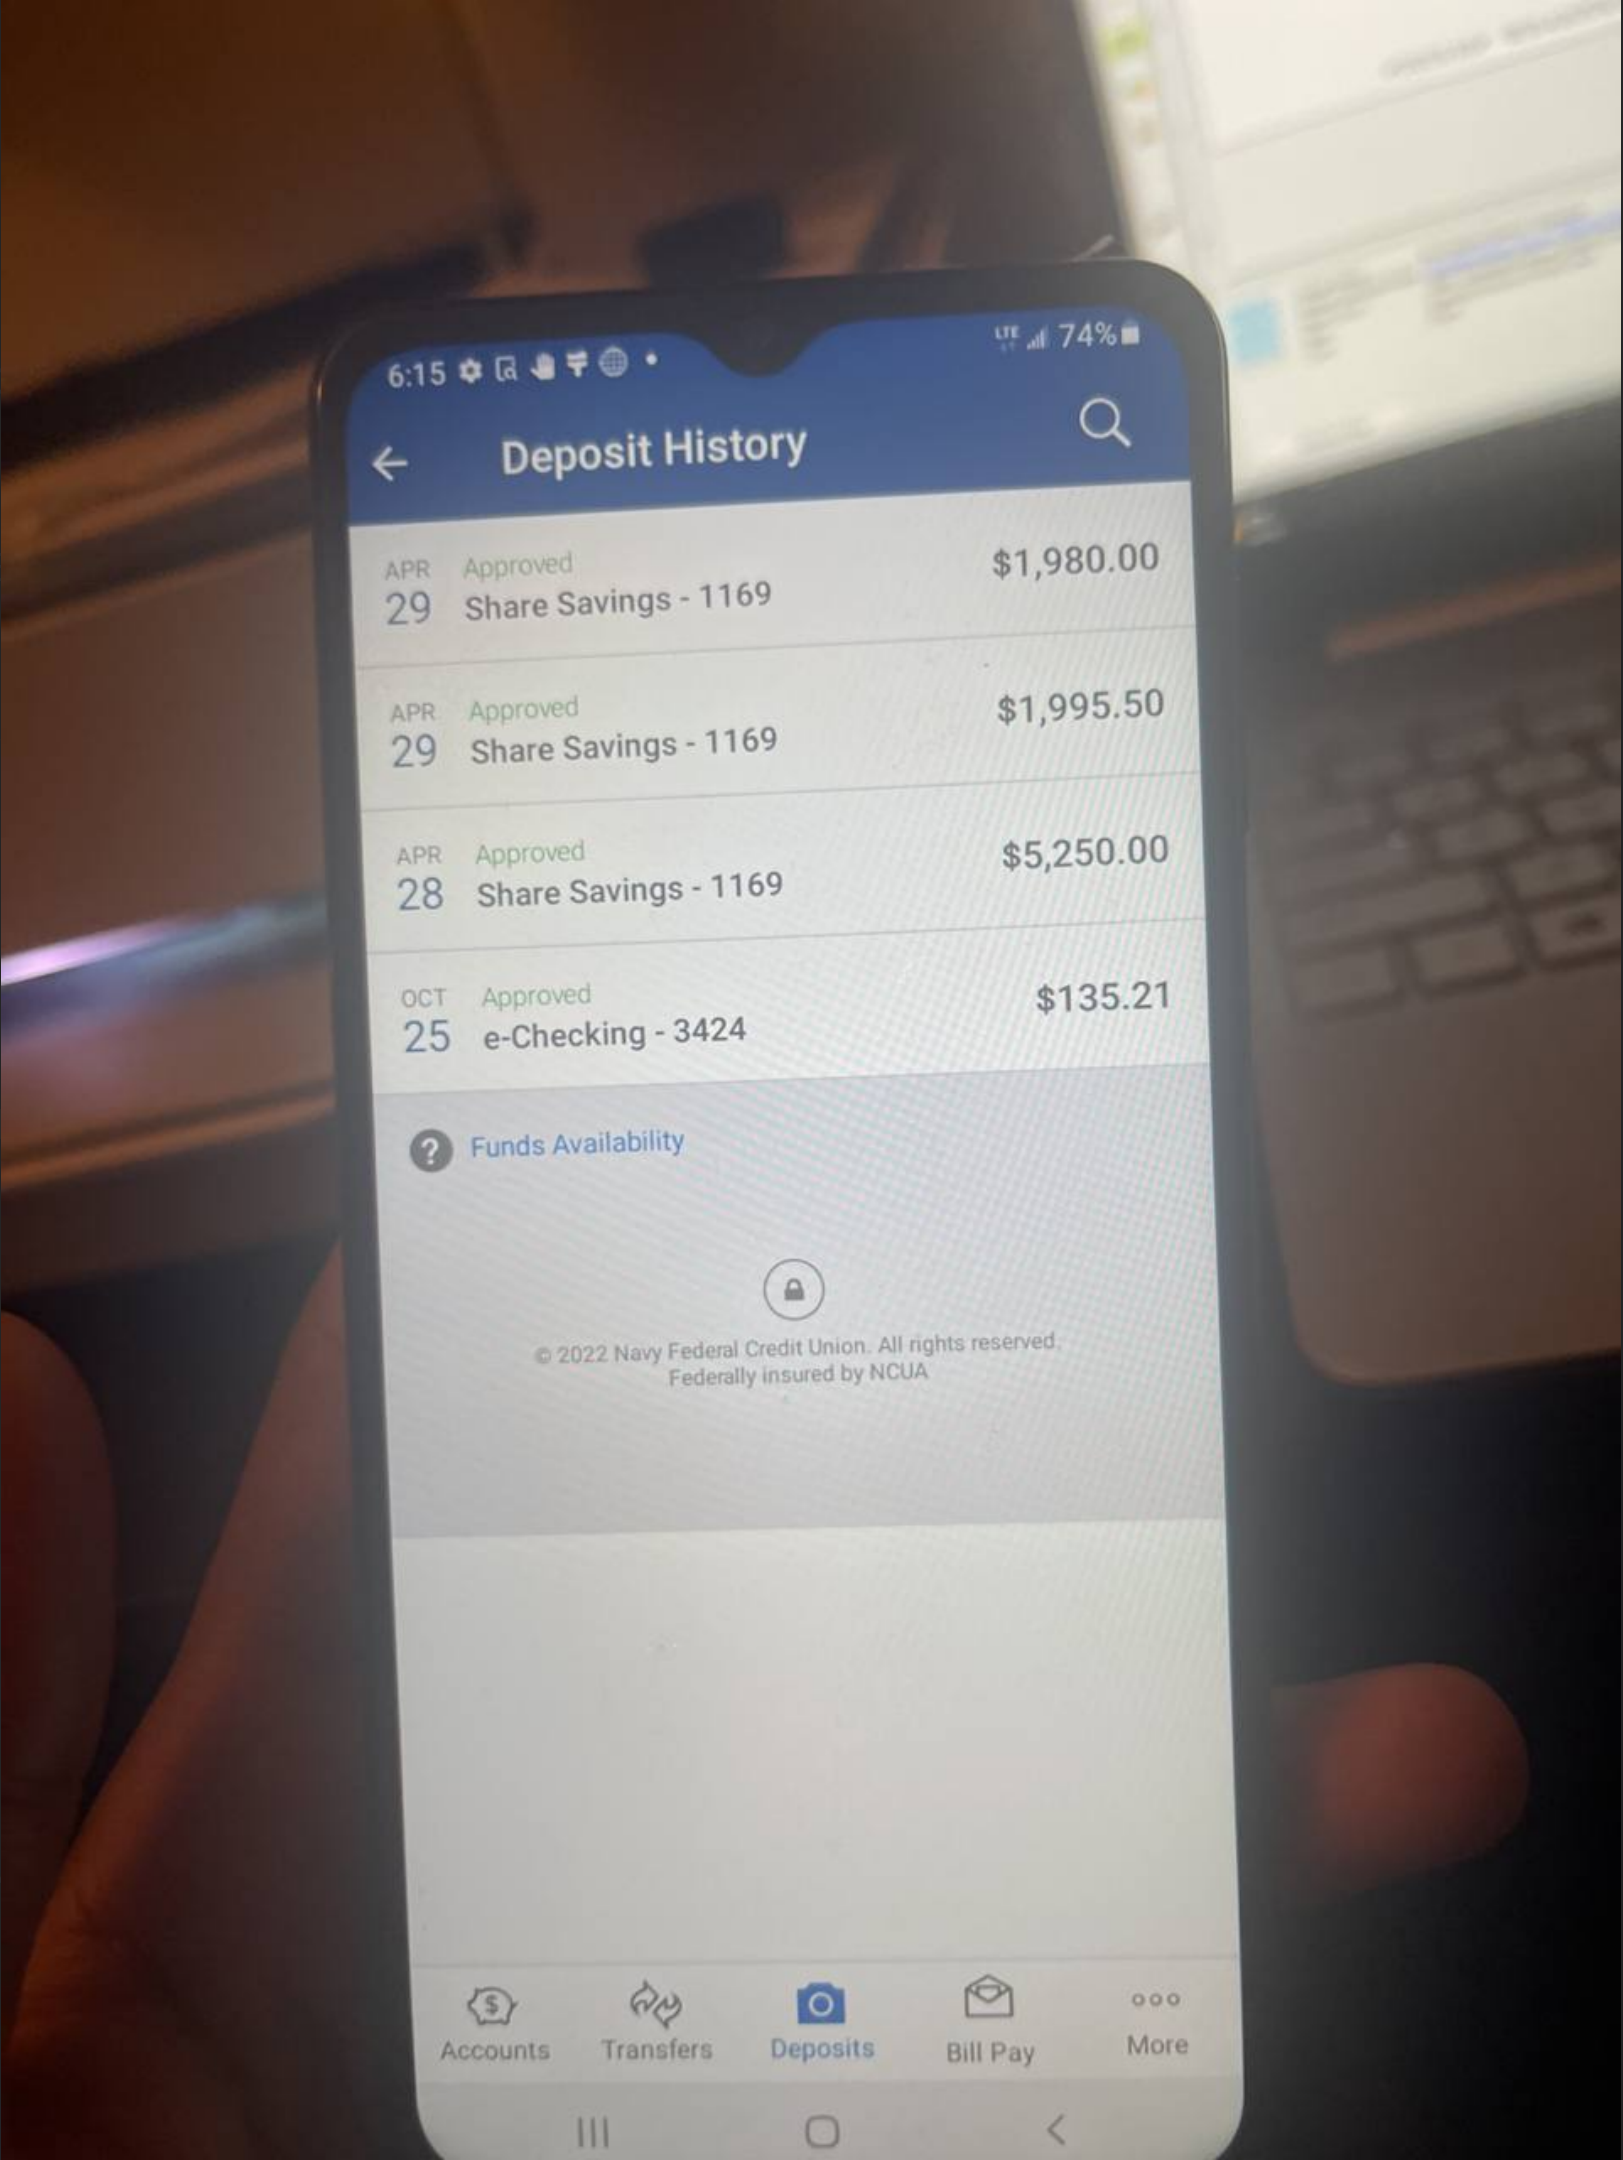 6:15
LTE 74%
Deposit History
APR Approved $1,980.00
29 Share Savings - 1169
APR Approved $1,995.50
29 Share Savings - 1169
APR Approved $5,250.00
28 Share Savings - 1169
OCT Approved $135.21
25 e-Checking - 3424
? Funds Availability
© 2022 Navy Federal Credit Union. All rights reserved.
Federally insured by NCUA
Accounts Transfers Deposits Bill Pay More